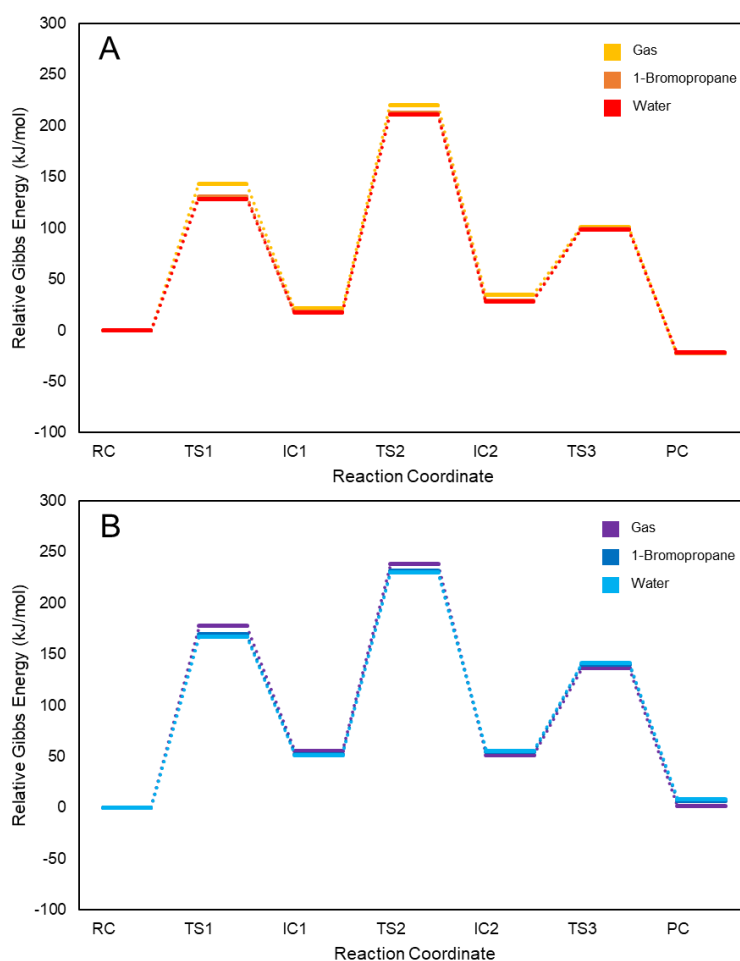 A
Gas
1-Bromopropane
Water
300
250
200
150
100
50
0
-50
-100
Relative Gibbs Energy (kJ/mol)
RC TS1 IC1 TS2 IC2 TS3 PC
Reaction Coordinate
B
Gas
1-Bromopropane
Water
300
250
200
150
100
50
0
-50
-100
Relative Gibbs Energy (kJ/mol)
RC TS1 IC1 TS2 IC2 TS3 PC
Reaction Coordinate